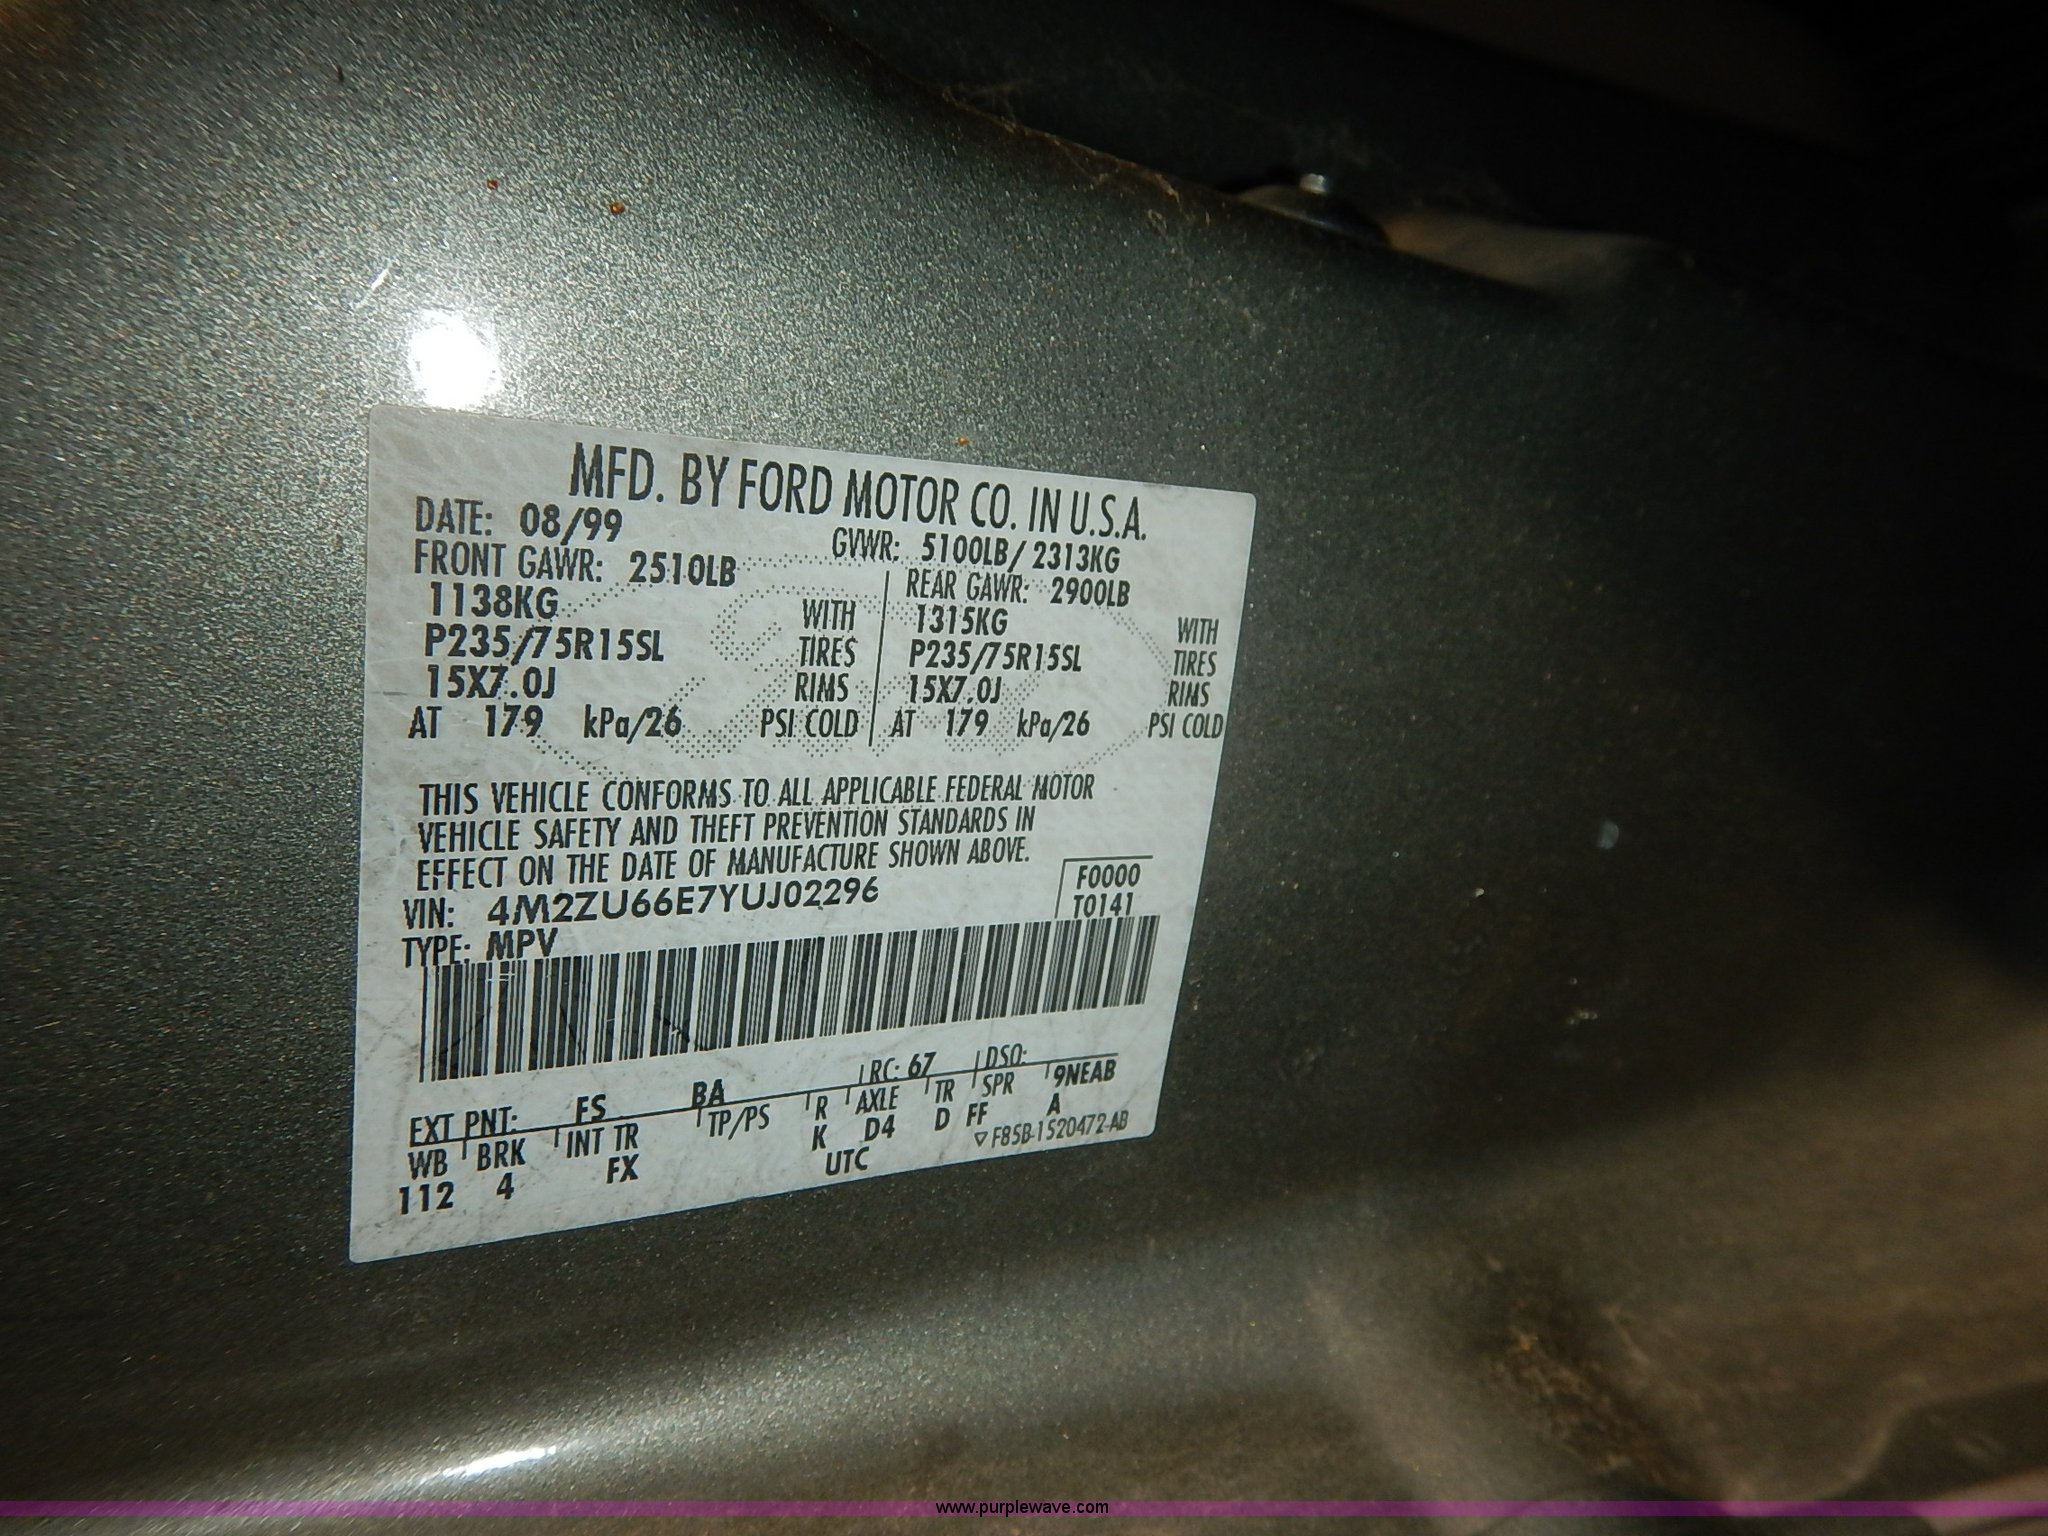 MFD. BY FORD MOTOR CO. IN U.S.A.
DATE: 08/99 GVWR: 5100LB/ 2313KG
FRONT GAWR: 2510LB REAR GAWR: 2900LB
1138KG WITH 1315KG WITH
P235/75R15SL TIRES P235/75R15SL TIRES
15X7.0J RIMS 15X7.0J RIMS
AT 179 kPa/26 PSI COLD AT 179 kPa/26 PSI COLD
THIS VEHICLE CONFORMS TO ALL APPLICABLE FEDERAL MOTOR
VEHICLE SAFETY AND THEFT PREVENTION STANDARDS IN
EFFECT ON THE DATE OF MANUFACTURE SHOWN ABOVE.
VIN: 4M2ZU66E7YUJ02296 F0000
TYPE: MPV T0141
EXT PNT: FS BA RC: 67 DSO:
WB BRK INT TR TP/PS R AXLE TR SPR 9NEAB
112 4 FX K D4 D FF A
UTC ▽ F85B-1520472-AB
www.purplewave.com